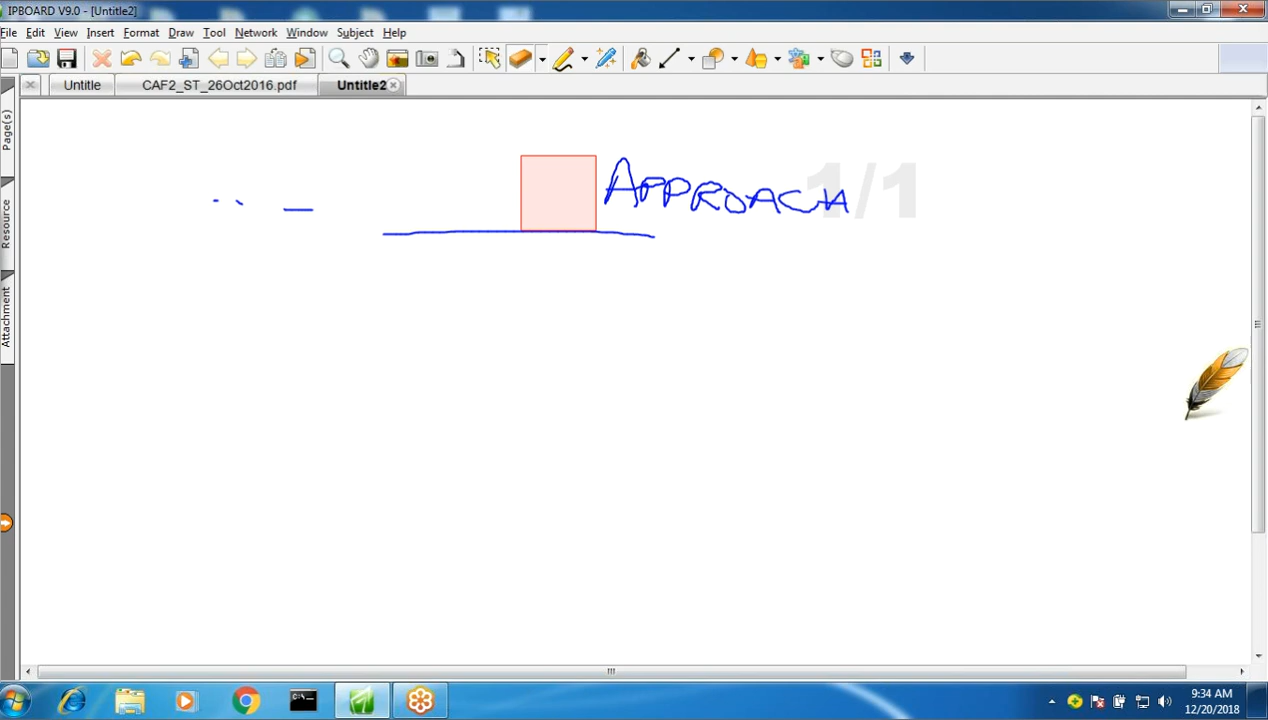 IPBOARD V9.0 - [Untitle2]
File Edit View Insert Format Draw Tool Network Window Subject Help
Untitle CAF2_ST_26Oct2016.pdf Untitle2
Page(s)
Resource
Attachment
APPROACH
1/1
9:34 AM
12/20/2018